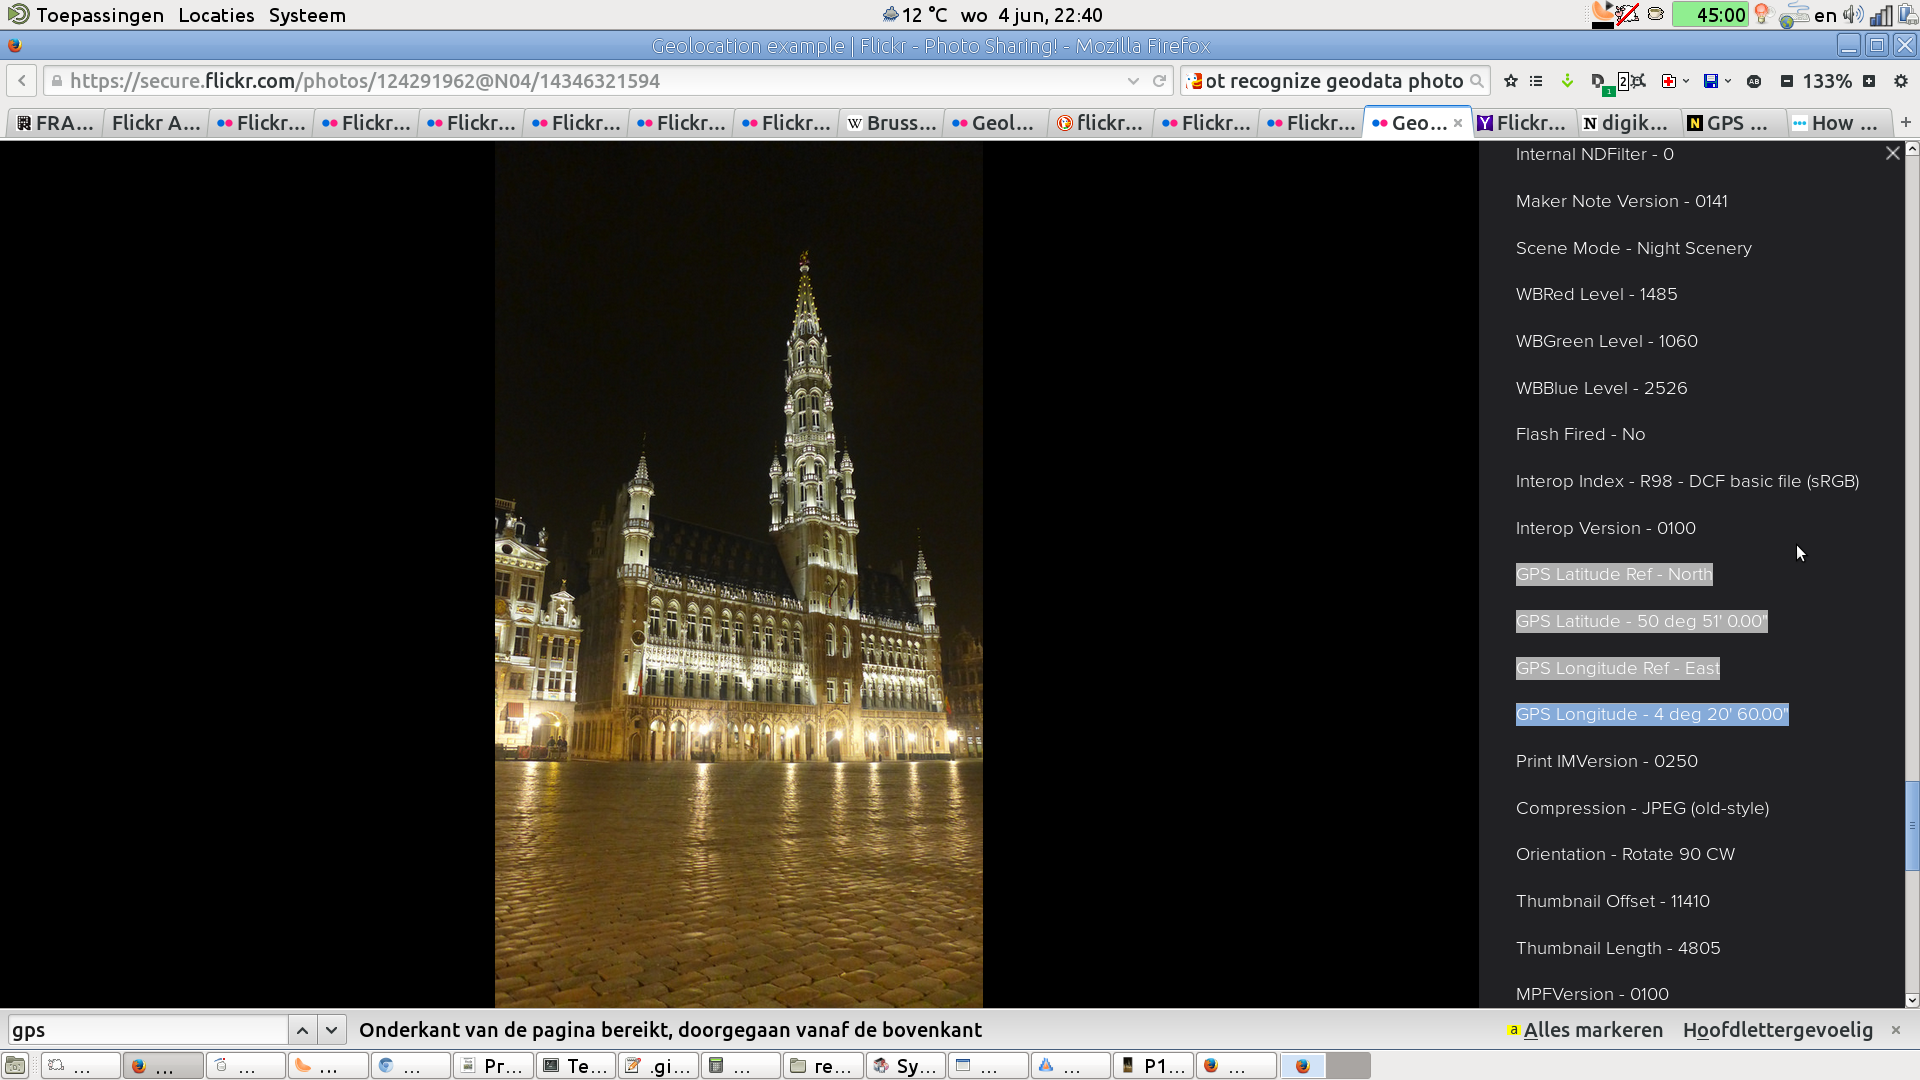 Toepassingen Locaties Systeem 12 °C wo 4 jun, 22:40 45:00 en
Geolocation example | Flickr - Photo Sharing! - Mozilla Firefox
https://secure.flickr.com/photos/124291962@N04/14346321594 ot recognize geodata photo 133%
FRA... Flickr A... Flickr... Flickr... Flickr... Flickr... Flickr... Flickr... Bruss... Geol... flickr... Flickr... Flickr... Geo... Flickr... digik... GPS ... How ...
Internal NDFilter - 0
Maker Note Version - 0141
Scene Mode - Night Scenery
WBRed Level - 1485
WBGreen Level - 1060
WBBlue Level - 2526
Flash Fired - No
Interop Index - R98 - DCF basic file (sRGB)
Interop Version - 0100
GPS Latitude Ref - North
GPS Latitude - 50 deg 51' 0.00"
GPS Longitude Ref - East
GPS Longitude - 4 deg 20' 60.00"
Print IMVersion - 0250
Compression - JPEG (old-style)
Orientation - Rotate 90 CW
Thumbnail Offset - 11410
Thumbnail Length - 4805
MPFVersion - 0100
gps Onderkant van de pagina bereikt, doorgegaan vanaf de bovenkant Alles markeren Hoofdlettergevoelig
... ... ... ... ... Pr... Te... .gi... ... re... Sy... ... ... P1... ...